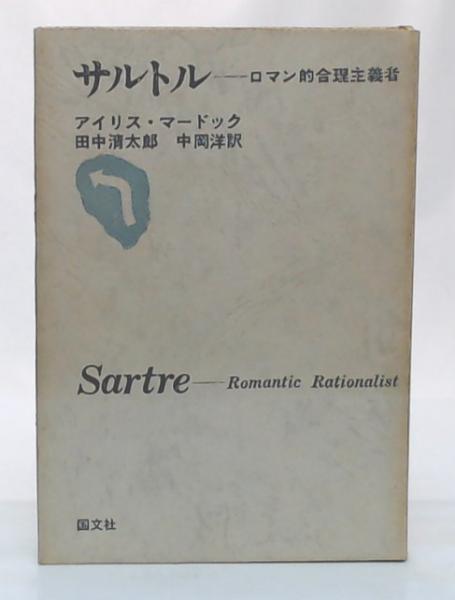 サルトル——ロマン的合理主義者
アイリス・マードック
田中清太郎 中岡洋訳
Sartre——Romantic Rationalist
国文社